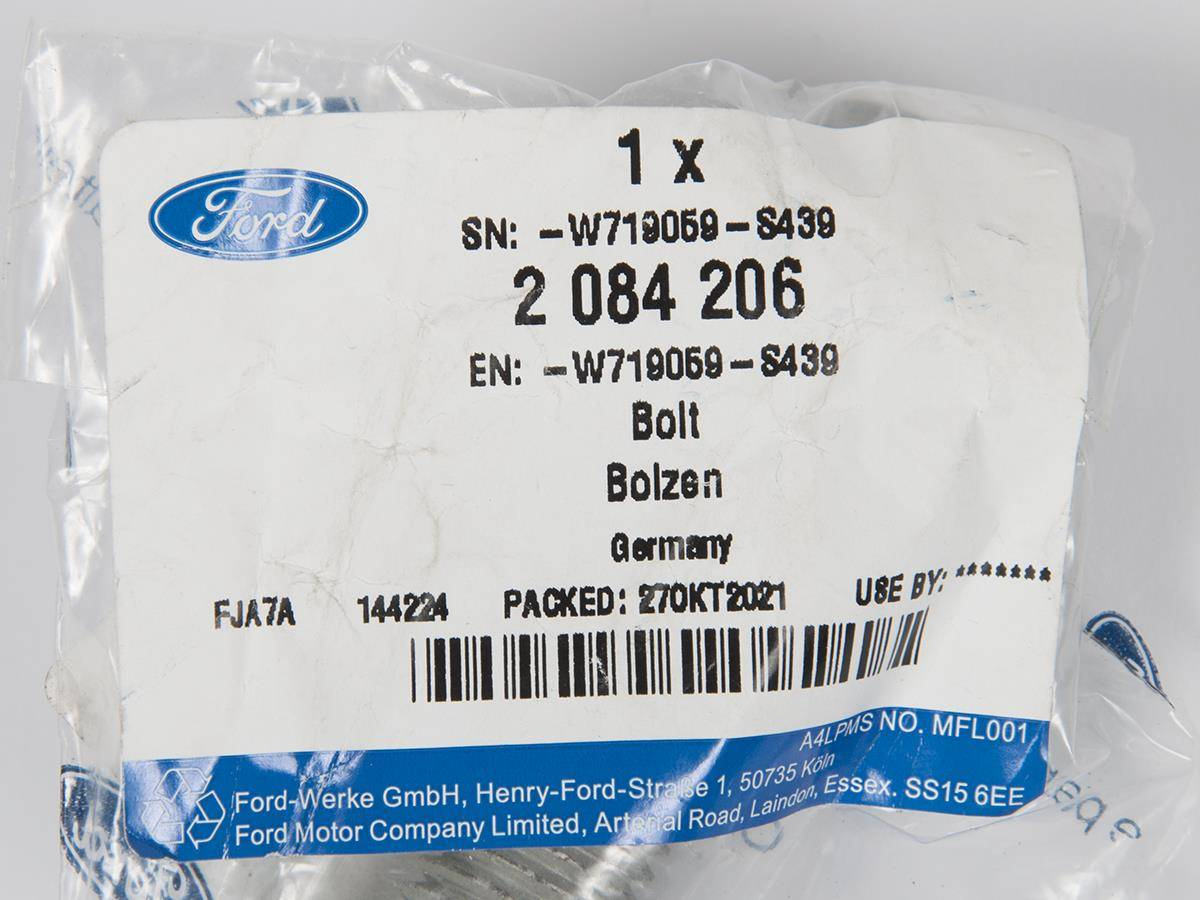 Ford
1 x
SN: -W719059-S439
2 084 206
EN: -W719059-S439
Bolt
Bolzen
Germany
FJA7A 144224 PACKED: 27OKT2021 USE BY: *******
A4LPMS NO. MFL001
Ford-Werke GmbH, Henry-Ford-Straße 1, 50735 Köln
Ford Motor Company Limited, Arterial Road, Laindon, Essex. SS15 6EE